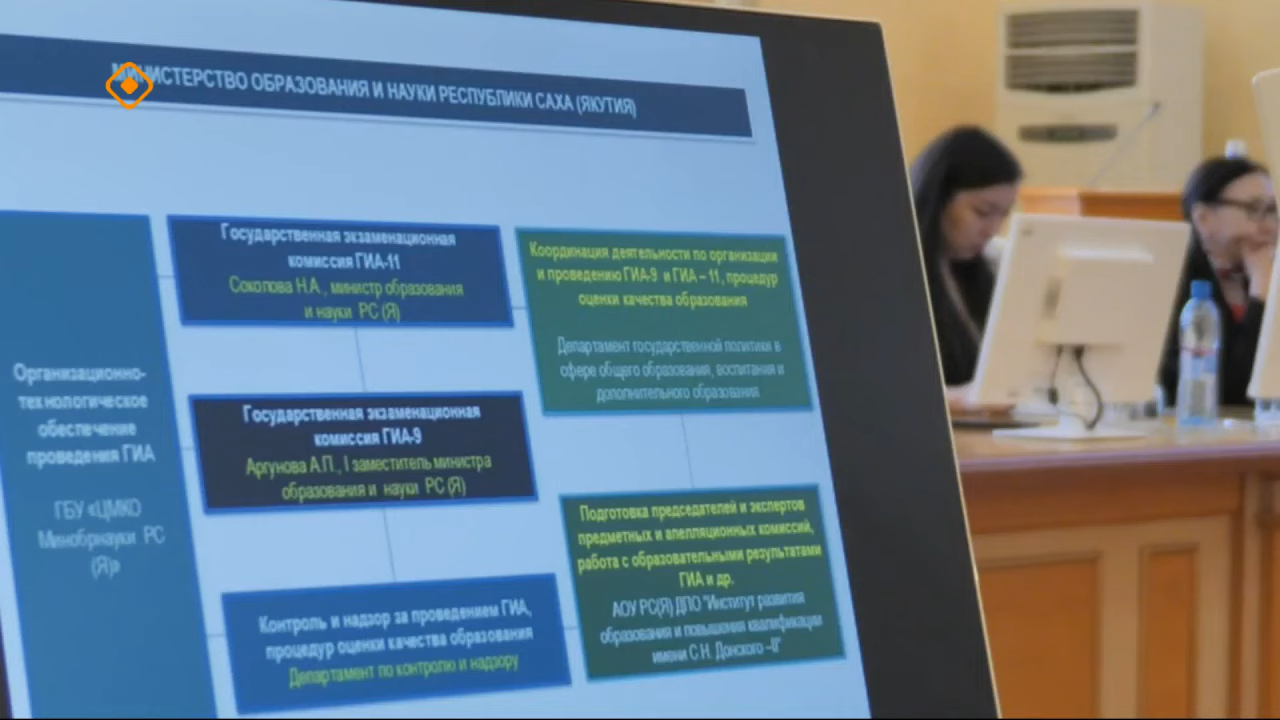 МИНИСТЕРСТВО ОБРАЗОВАНИЯ И НАУКИ РЕСПУБЛИКИ САХА (ЯКУТИЯ)
Организационно-
технологическое
обеспечение
проведения ГИА
ГБУ «ЦМКО
Минобрнауки РС
(Я)»
Государственная экзаменационная
комиссия ГИА-11
Соколова Н.А., министр образования
и науки РС (Я)
Государственная экзаменационная
комиссия ГИА-9
Аргунова А.П., I заместитель министра
образования и науки РС (Я)
Контроль и надзор за проведением ГИА,
процедур оценки качества образования
Департамент по контролю и надзору
Координация деятельности по организации
и проведению ГИА-9 и ГИА – 11, процедур
оценки качества образования
Департамент государственной политики в
сфере общего образования, воспитания и
дополнительного образования
Подготовка председателей и экспертов
предметных и апелляционных комиссий,
работа с образовательными результатами
ГИА и др.
АОУ РС(Я) ДПО "Институт развития
образования и повышения квалификации
имени С.Н. Донского –II"